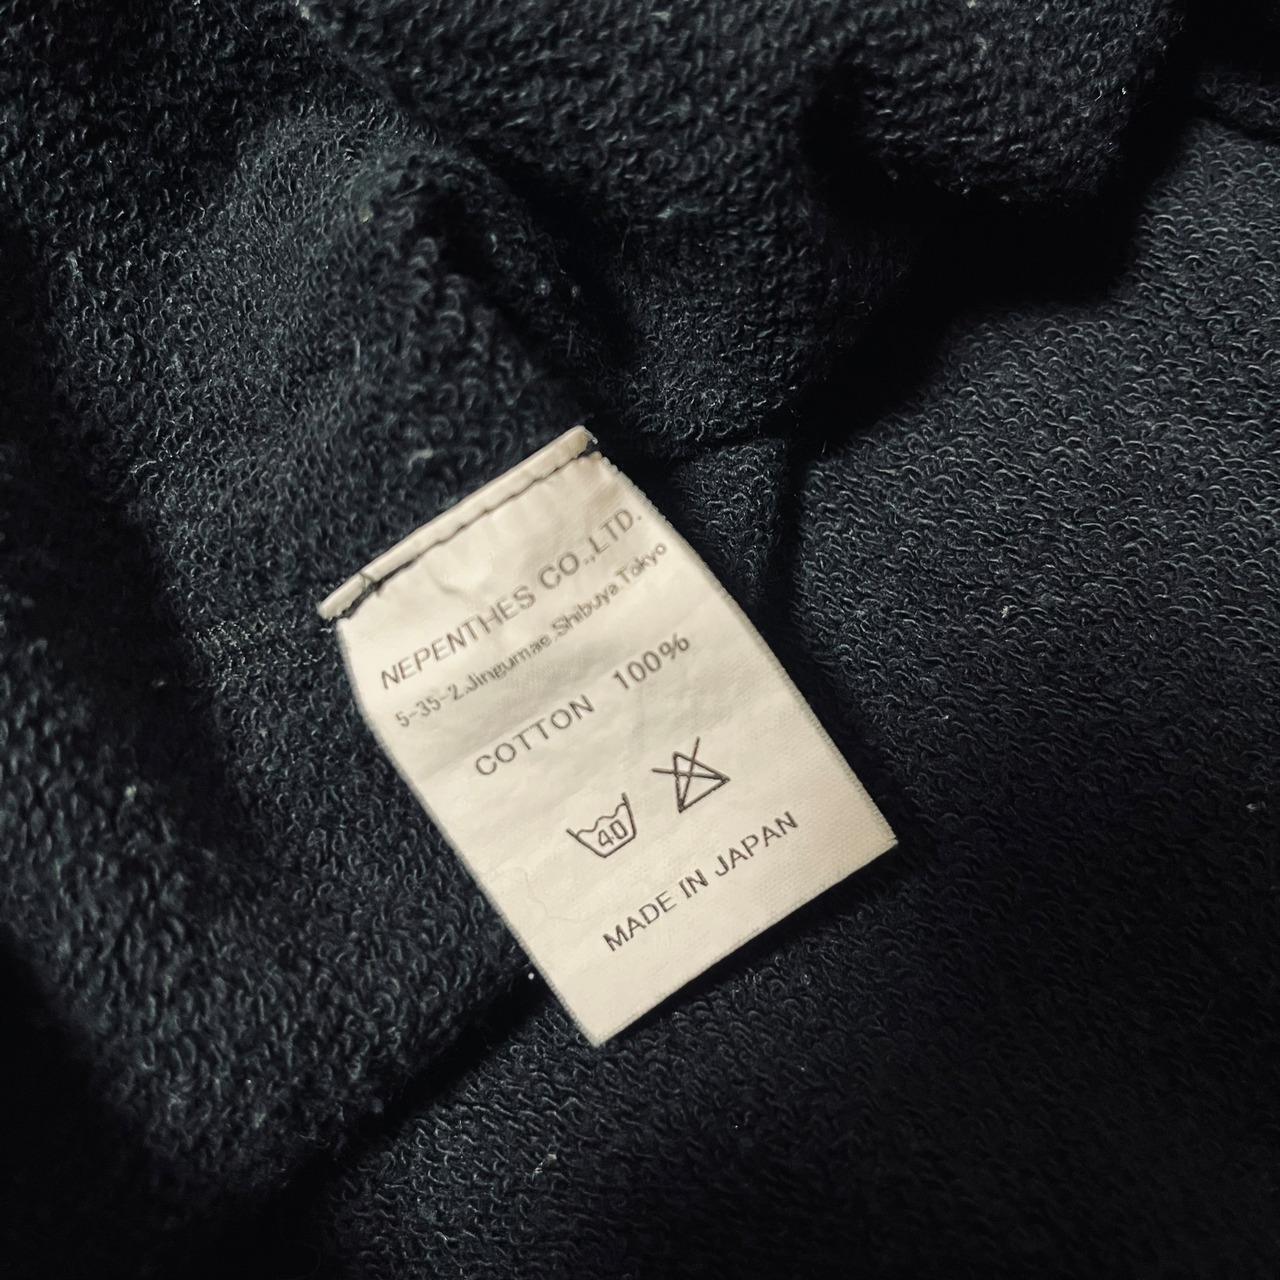 NEPENTHES CO.,LTD.
5-35-2.Jingumae.Shibuya.Tokyo
COTTON 100%
40
MADE IN JAPAN